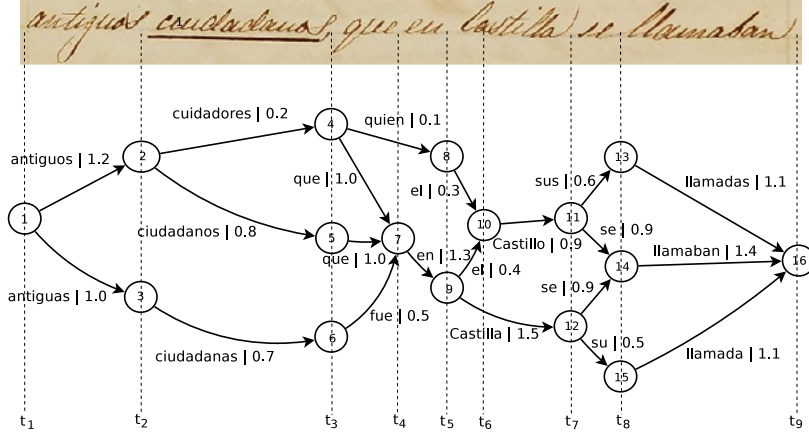 antiguos ciudadanos, que en Castilla se llamaban
cuidadores | 0.2
quien | 0.1
antiguos | 1.2
que | 1.0
el | 0.3
sus | 0.6
llamadas | 1.1
ciudadanos | 0.8
que | 1.0
en | 1.3
el | 0.4
Castillo | 0.9
se | 0.9
llamaban | 1.4
antiguas | 1.0
ciudadanas | 0.7
fue | 0.5
Castilla | 1.5
se | 0.9
su | 0.5
llamada | 1.1
1
2
3
4
5
6
7
8
9
10
11
12
13
14
15
16
t1 t2 t3 t4 t5 t6 t7 t8 t9